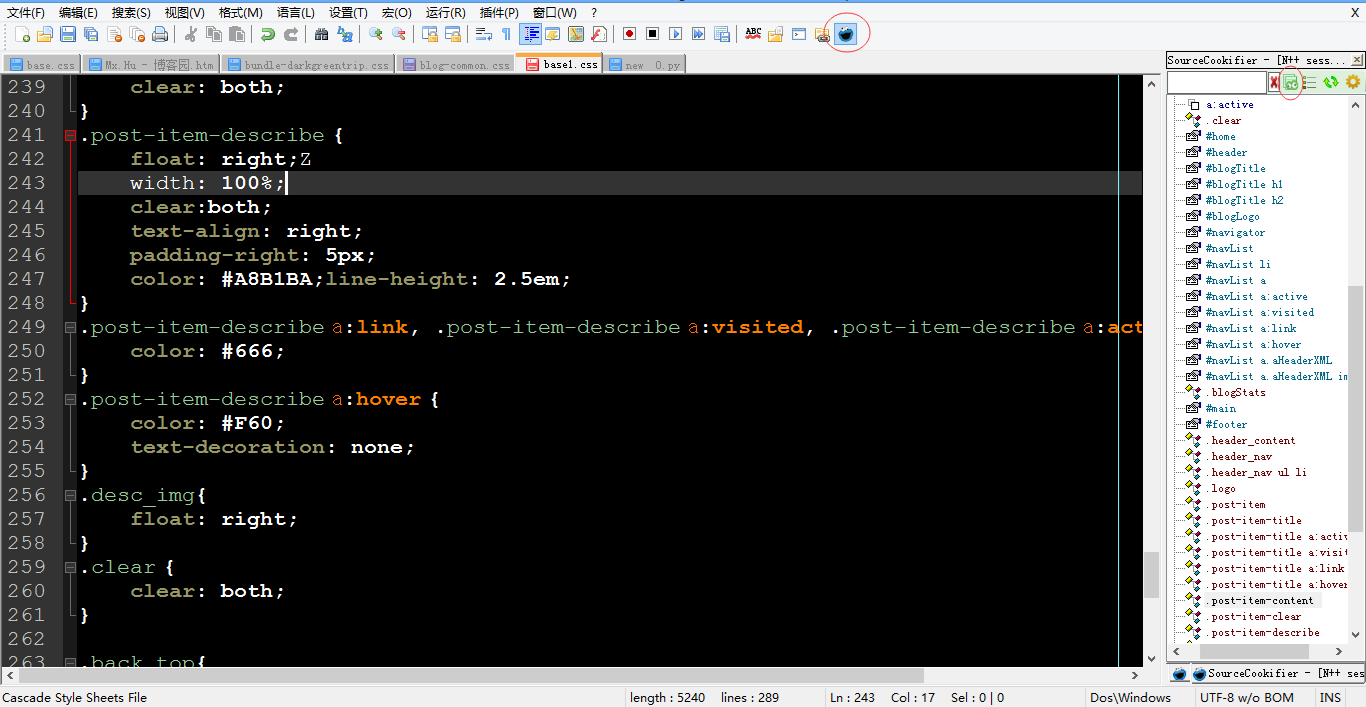 文件(F) 编辑(E) 搜索(S) 视图(V) 格式(M) 语言(L) 设置(T) 宏(O) 运行(R) 插件(P) 窗口(W) ? X
ABC
base.css Mx.Hu - 博客园.htm bundle-darkgreentrip.css blog-common.css base1.css new 0.py
239 clear: both;
240 }
241 .post-item-describe {
242 float: right;Z
243 width: 100%;
244 clear:both;
245 text-align: right;
246 padding-right: 5px;
247 color: #A8B1BA;line-height: 2.5em;
248 }
249 .post-item-describe a:link, .post-item-describe a:visited, .post-item-describe a:act
250 color: #666;
251 }
252 .post-item-describe a:hover {
253 color: #F60;
254 text-decoration: none;
255 }
256 .desc_img{
257 float: right;
258 }
259 .clear {
260 clear: both;
261 }
262
263 .back_top{
SourceCookifier - [N++ sess...
a:active
.clear
#home
#header
#blogTitle
#blogTitle h1
#blogTitle h2
#blogLogo
#navigator
#navList
#navList li
#navList a
#navList a:active
#navList a:visited
#navList a:link
#navList a:hover
#navList a.aHeaderXML
#navList a.aHeaderXML im
.blogStats
#main
#footer
.header_content
.header_nav
.header_nav ul li
.logo
.post-item
.post-item-title
.post-item-title a:activ
.post-item-title a:visit
.post-item-title a:link
.post-item-title a:hover
.post-item-content
.post-item-clear
.post-item-describe
SourceCookifier - [N++ ses
Cascade Style Sheets File length : 5240 lines : 289 Ln : 243 Col : 17 Sel : 0 | 0 Dos\Windows UTF-8 w/o BOM INS